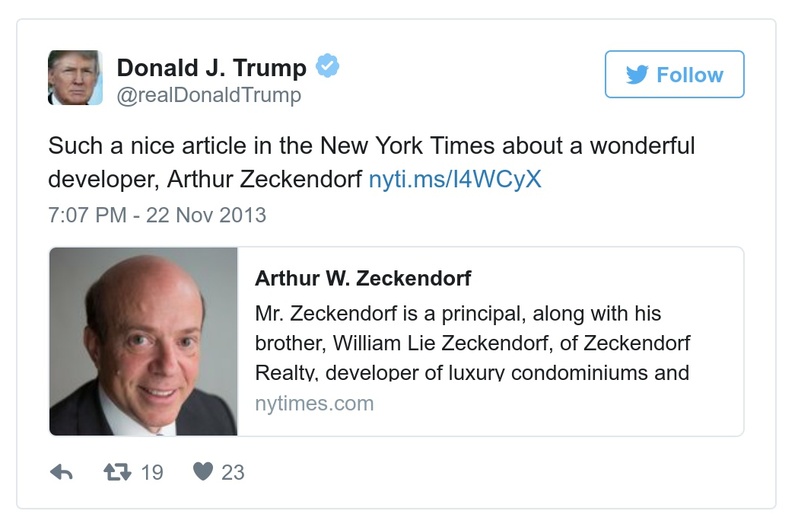 Donald J. Trump
@realDonaldTrump
Follow
Such a nice article in the New York Times about a wonderful
developer, Arthur Zeckendorf nyti.ms/I4WCyX
7:07 PM - 22 Nov 2013
Arthur W. Zeckendorf
Mr. Zeckendorf is a principal, along with his
brother, William Lie Zeckendorf, of Zeckendorf
Realty, developer of luxury condominiums and
nytimes.com
19
23